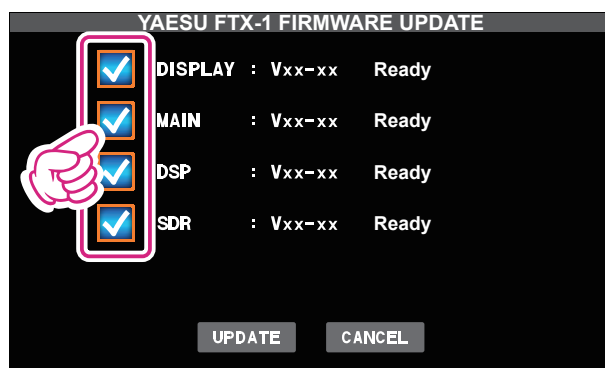 YAESU FTX-1 FIRMWARE UPDATE
DISPLAY : Vxx-xx Ready
MAIN : Vxx-xx Ready
DSP : Vxx-xx Ready
SDR : Vxx-xx Ready
UPDATE CANCEL